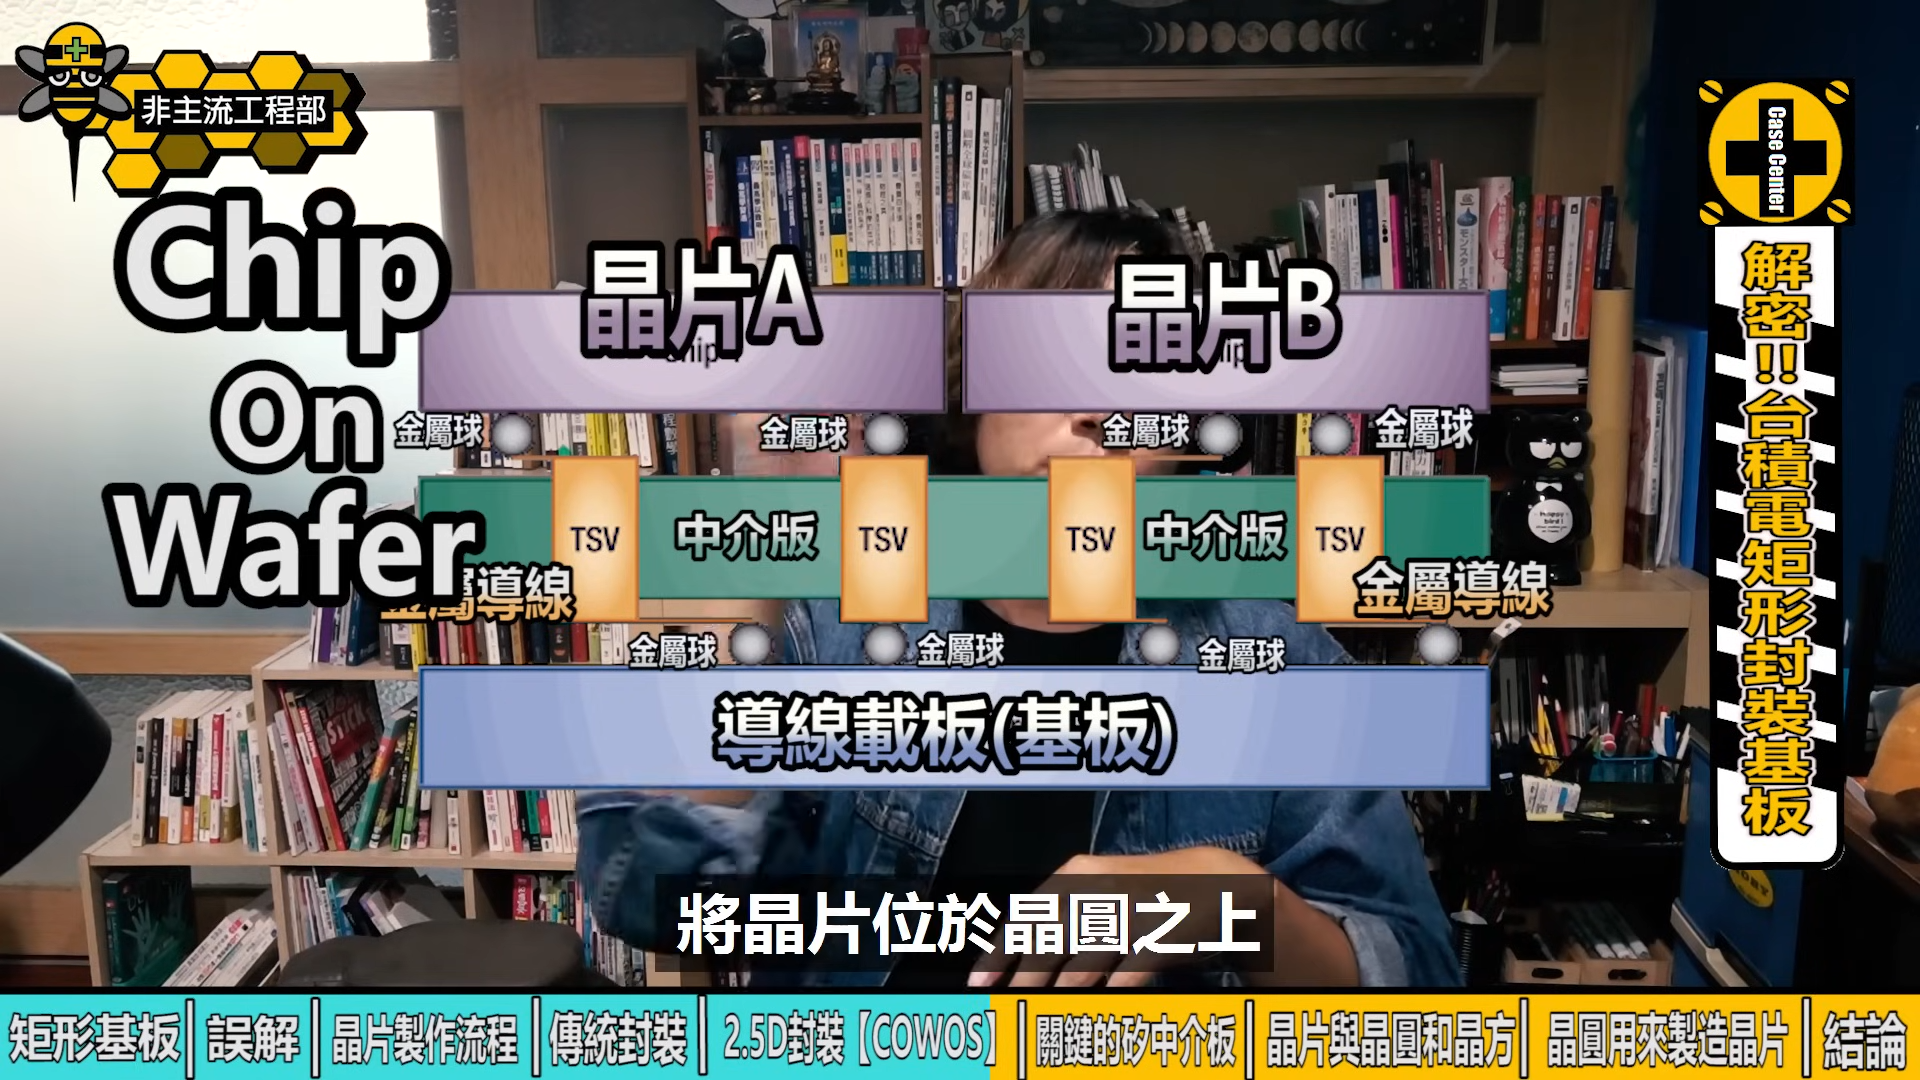 非主流工程部
Case Center
解密!!台積電矩形封裝基板
Chip
On
Wafer
晶片A
晶片B
金屬球
金屬球
金屬球
金屬球
TSV
中介版
TSV
TSV
中介版
TSV
金屬導線
金屬導線
金屬球
金屬球
金屬球
導線載板(基板)
將晶片位於晶圓之上
矩形基板
誤解
晶片製作流程
傳統封裝
2.5D封裝【COWOS】
關鍵的矽中介板
晶片與晶圓和晶方
晶圓用來製造晶片
結論